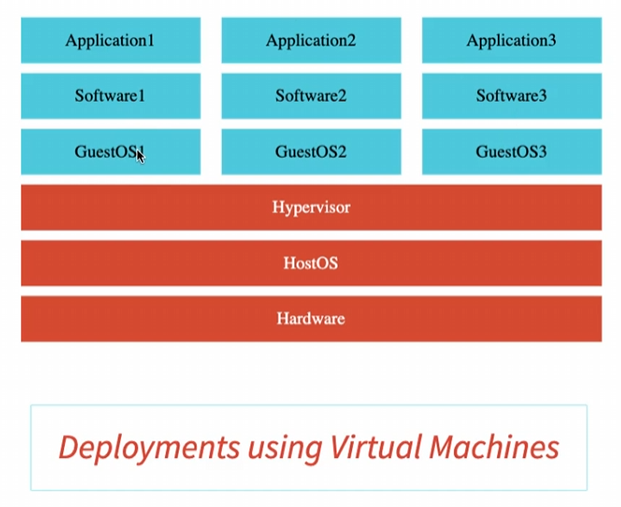 Application1 Application2 Application3
Software1 Software2 Software3
GuestOS1 GuestOS2 GuestOS3
Hypervisor
HostOS
Hardware
Deployments using Virtual Machines